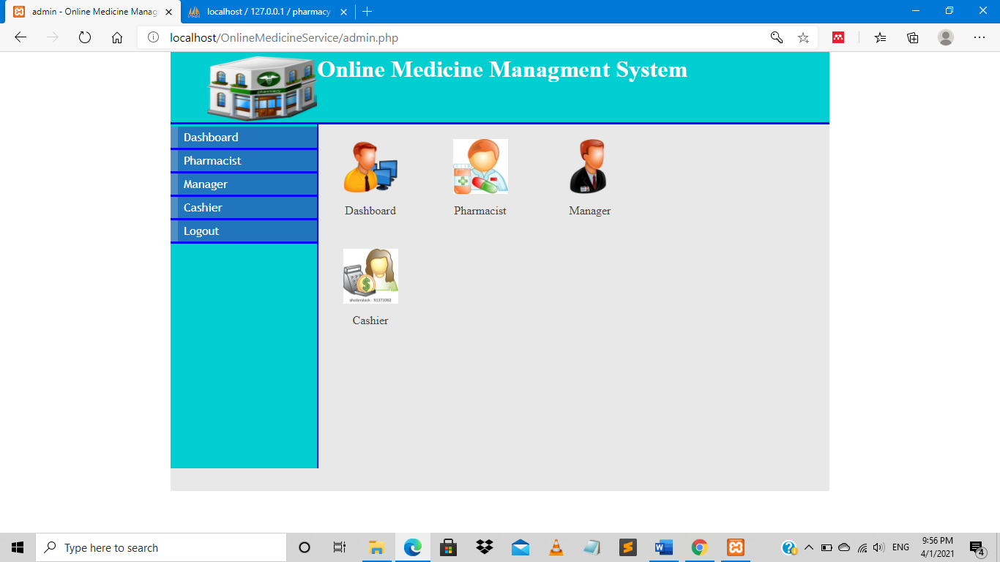 admin - Online Medicine Manag
localhost / 127.0.0.1 / pharmacy
localhost/OnlineMedicineService/admin.php
pharmacy
Online Medicine Managment System
Dashboard
Pharmacist
Manager
Cashier
Logout
Dashboard
Pharmacist
Manager
$
shutterstock · 91371062
Cashier
Type here to search
W
ENG
9:56 PM
4/1/2021
4